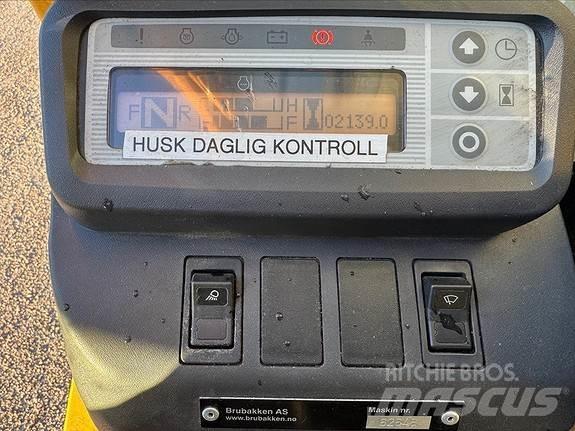 F N R H F 02139.0
HUSK DAGLIG KONTROLL
Brubakken AS
www.brubakken.no
Maskin nr.
RITCHIE BROS.
MASCUS